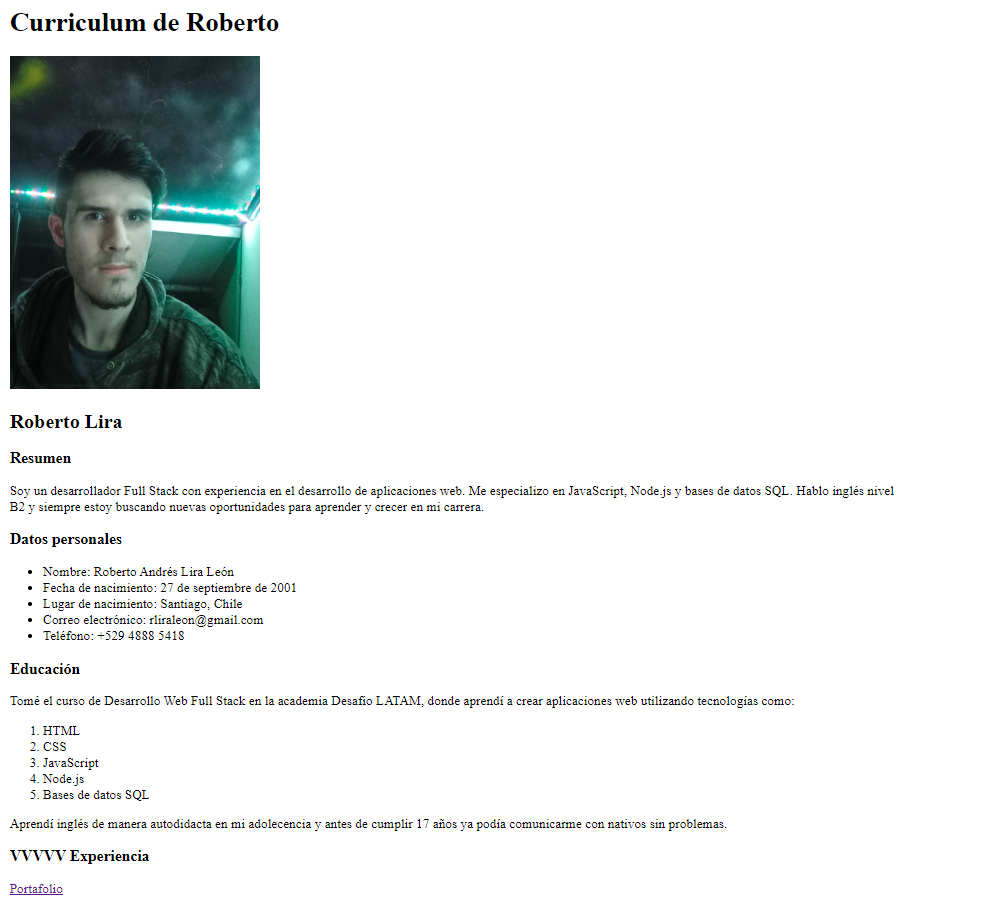 Curriculum de Roberto
Roberto Lira
Resumen
Soy un desarrollador Full Stack con experiencia en el desarrollo de aplicaciones web. Me especializo en JavaScript, Node.js y bases de datos SQL. Hablo inglés nivel
B2 y siempre estoy buscando nuevas oportunidades para aprender y crecer en mi carrera.
Datos personales
• Nombre: Roberto Andrés Lira León
• Fecha de nacimiento: 27 de septiembre de 2001
• Lugar de nacimiento: Santiago, Chile
• Correo electrónico: rliraleon@gmail.com
• Teléfono: +529 4888 5418
Educación
Tomé el curso de Desarrollo Web Full Stack en la academia Desafío LATAM, donde aprendí a crear aplicaciones web utilizando tecnologías como:
1. HTML
2. CSS
3. JavaScript
4. Node.js
5. Bases de datos SQL
Aprendí inglés de manera autodidacta en mi adolecencia y antes de cumplir 17 años ya podía comunicarme con nativos sin problemas.
VVVVV Experiencia
Portafolio